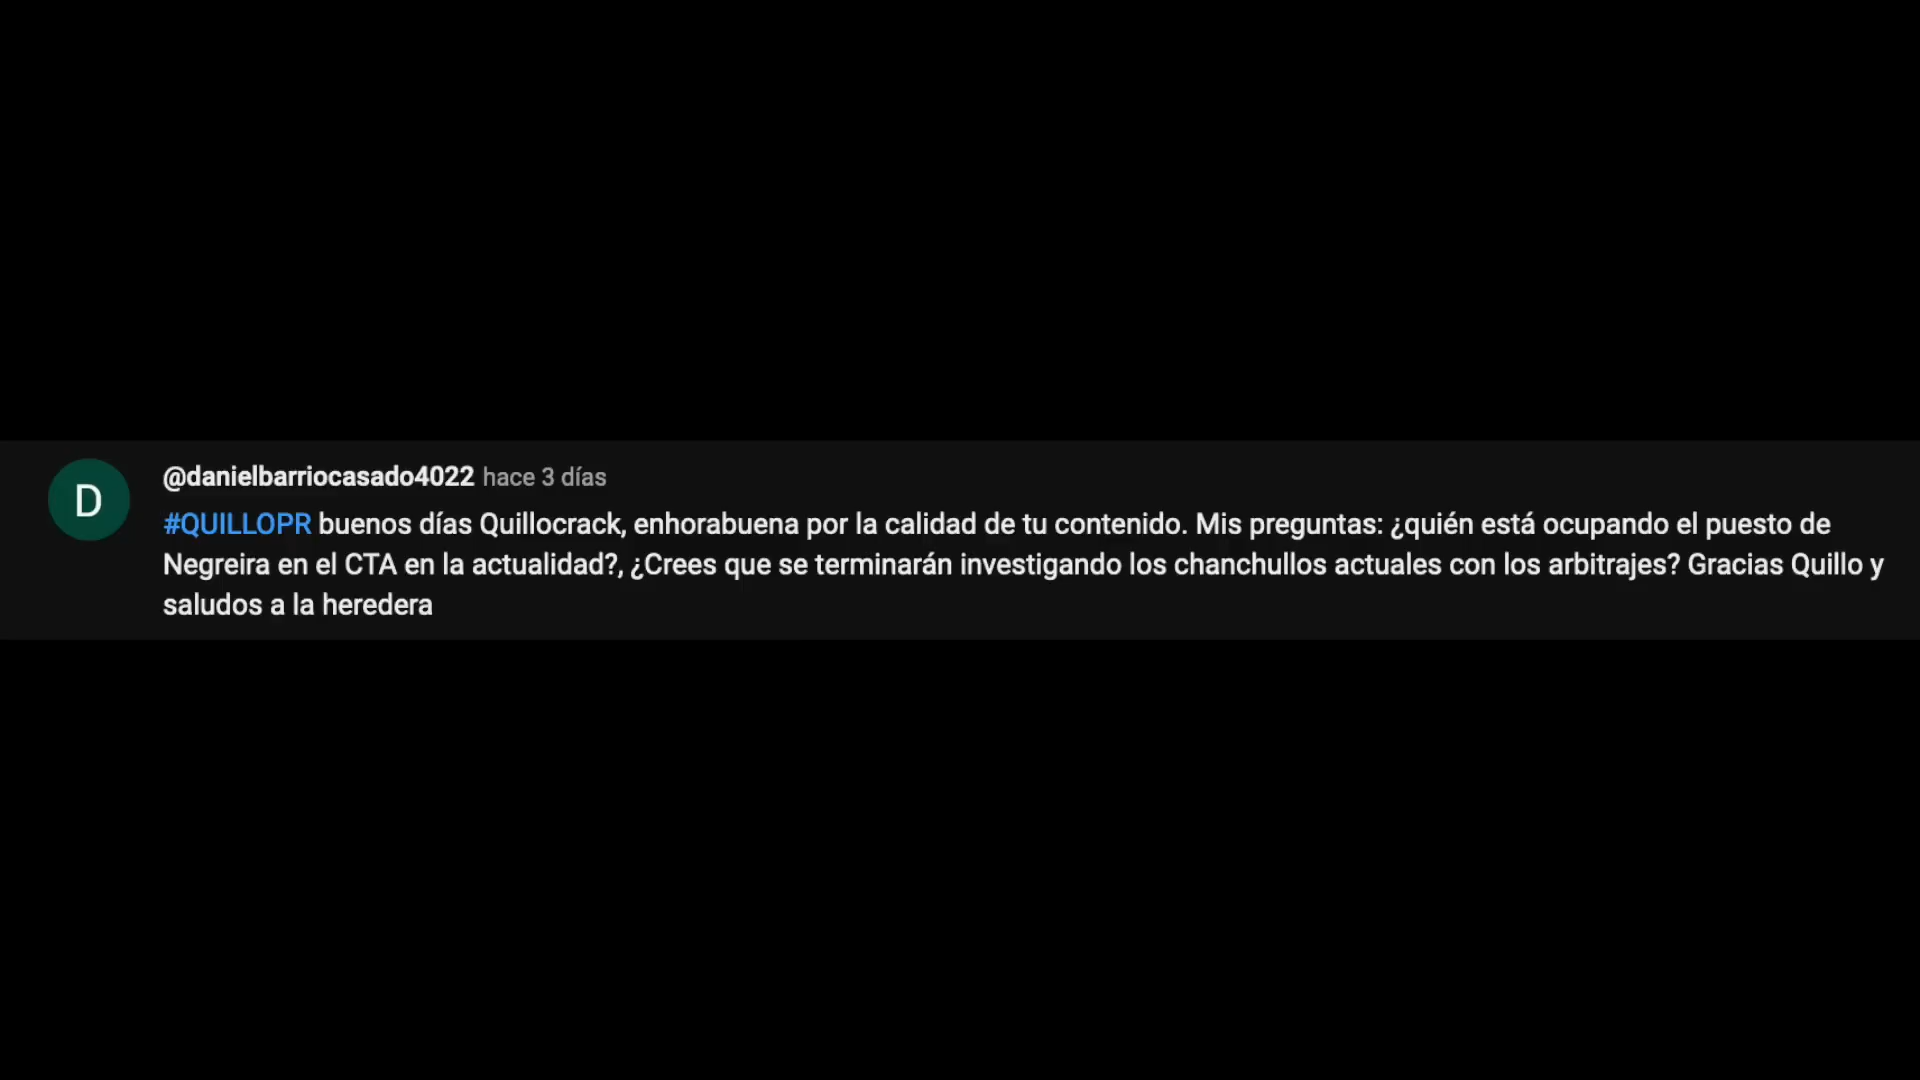 D
@danielbarriocasado4022 hace 3 días
#QUILLOPR buenos días Quillocrack, enhorabuena por la calidad de tu contenido. Mis preguntas: ¿quién está ocupando el puesto de
Negreira en el CTA en la actualidad?, ¿Crees que se terminarán investigando los chanchullos actuales con los arbitrajes? Gracias Quillo y
saludos a la heredera